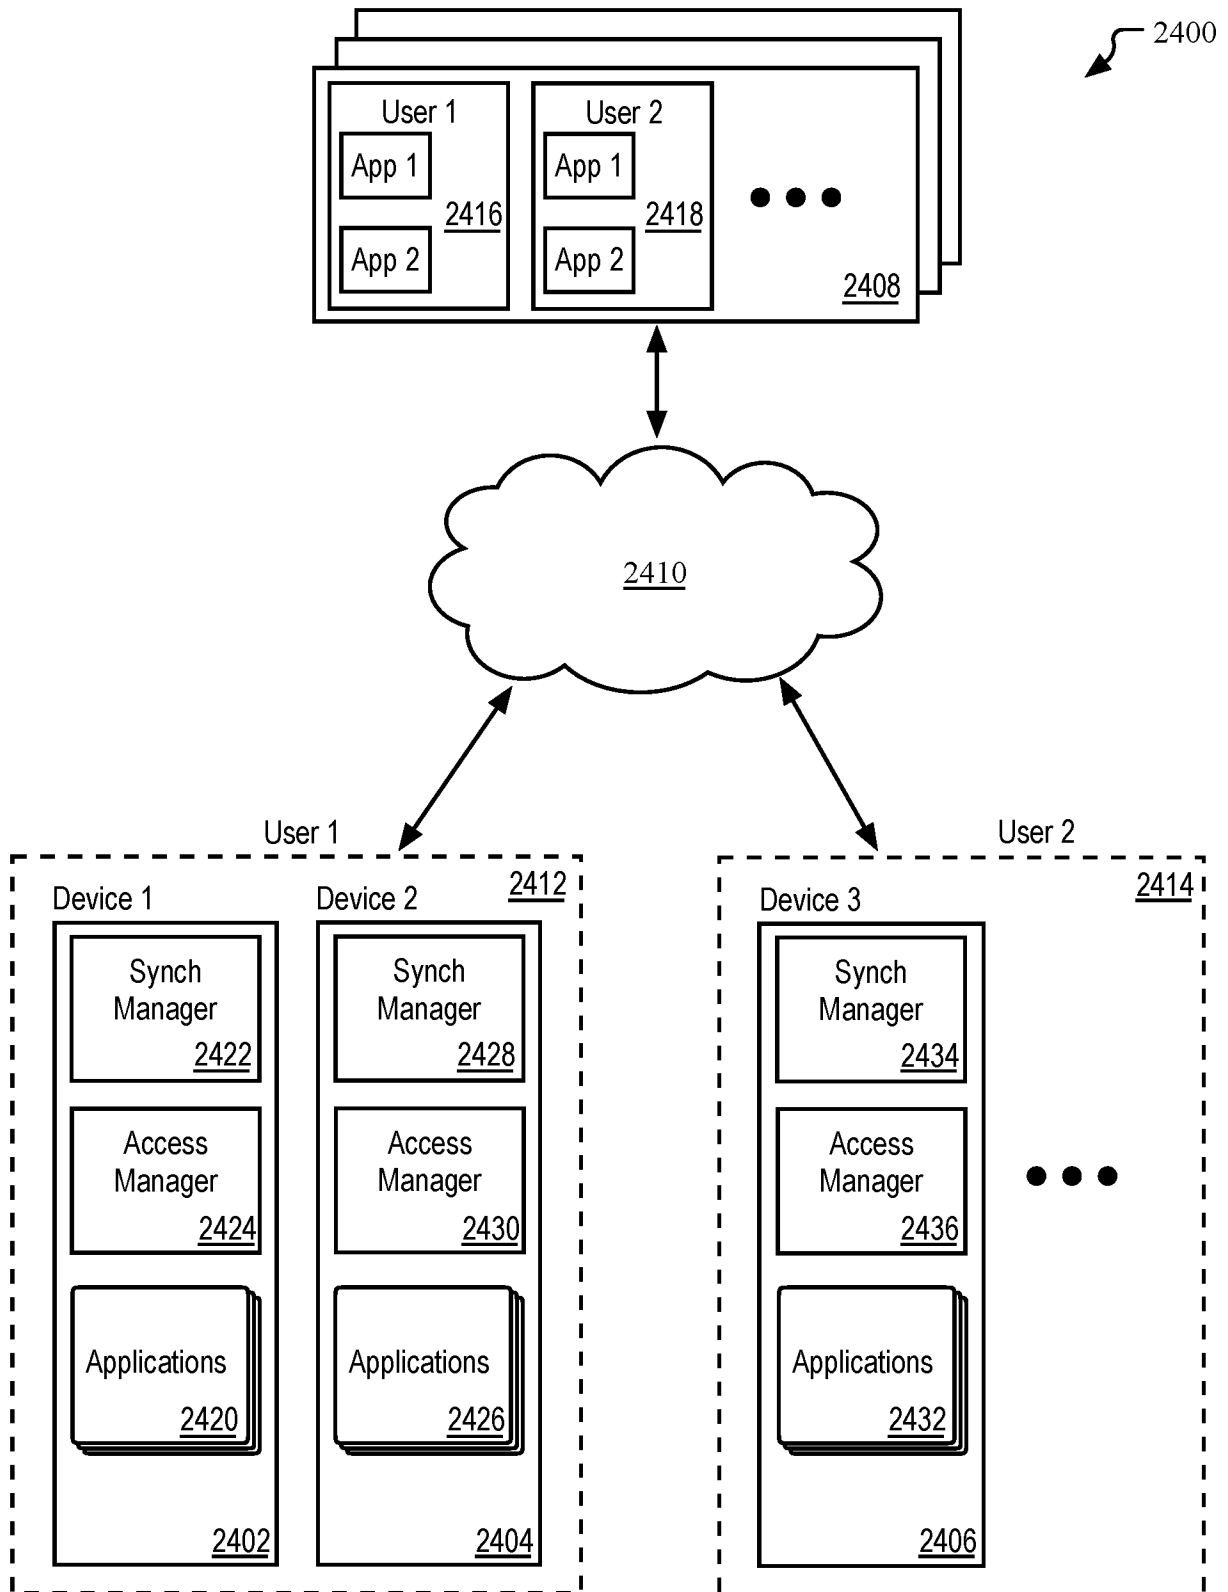 2400
User 1
App 1
2416
App 2
User 2
App 1
2418
App 2
2408
2410
User 1
2412
Device 1
Synch
Manager
2422
Access
Manager
2424
Applications
2420
2402
Device 2
Synch
Manager
2428
Access
Manager
2430
Applications
2426
2404
User 2
2414
Device 3
Synch
Manager
2434
Access
Manager
2436
Applications
2432
2406